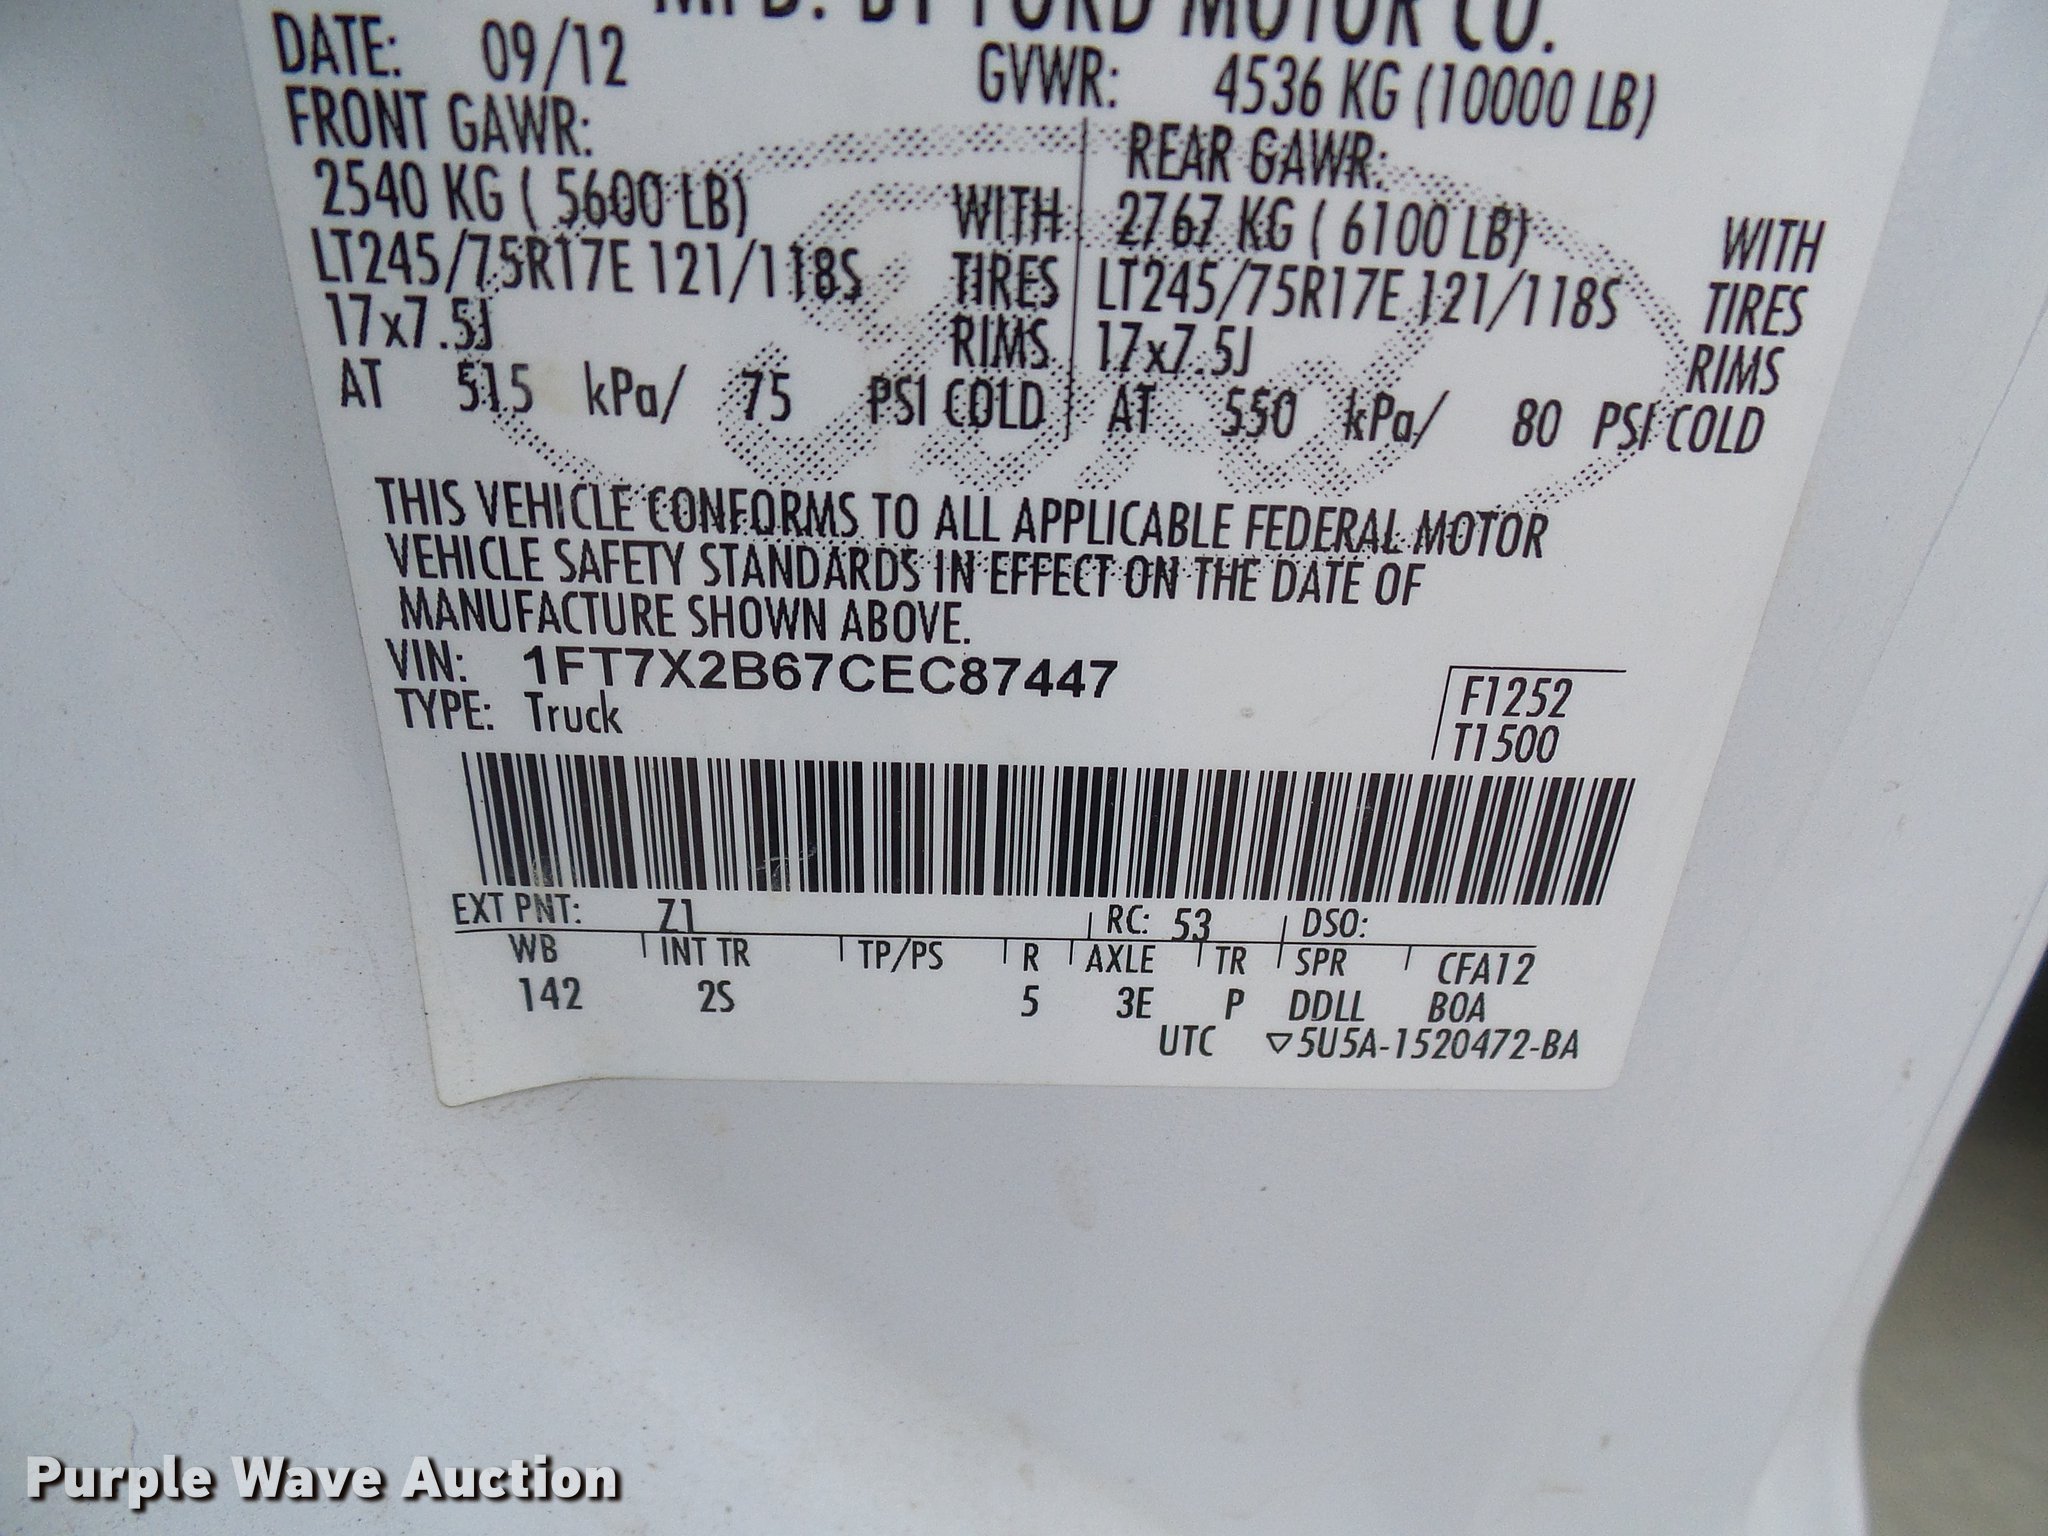 MFD. BY FORD MOTOR CO.
DATE: 09/12 GVWR: 4536 KG (10000 LB)
FRONT GAWR: REAR GAWR:
2540 KG ( 5600 LB) WITH 2767 KG ( 6100 LB) WITH
LT245/75R17E 121/118S TIRES LT245/75R17E 121/118S TIRES
17x7.5J RIMS 17x7.5J RIMS
AT 515 kPa/ 75 PSI COLD AT 550 kPa/ 80 PSI COLD
THIS VEHICLE CONFORMS TO ALL APPLICABLE FEDERAL MOTOR
VEHICLE SAFETY STANDARDS IN EFFECT ON THE DATE OF
MANUFACTURE SHOWN ABOVE.
VIN: 1FT7X2B67CEC87447
TYPE: Truck
F1252
T1500
EXT PNT: Z1 RC: 53 DSO:
WB INT TR TP/PS R AXLE TR SPR CFA12
142 2S 5 3E P DDLL BOA
UTC ▽5U5A-1520472-BA
Purple Wave Auction